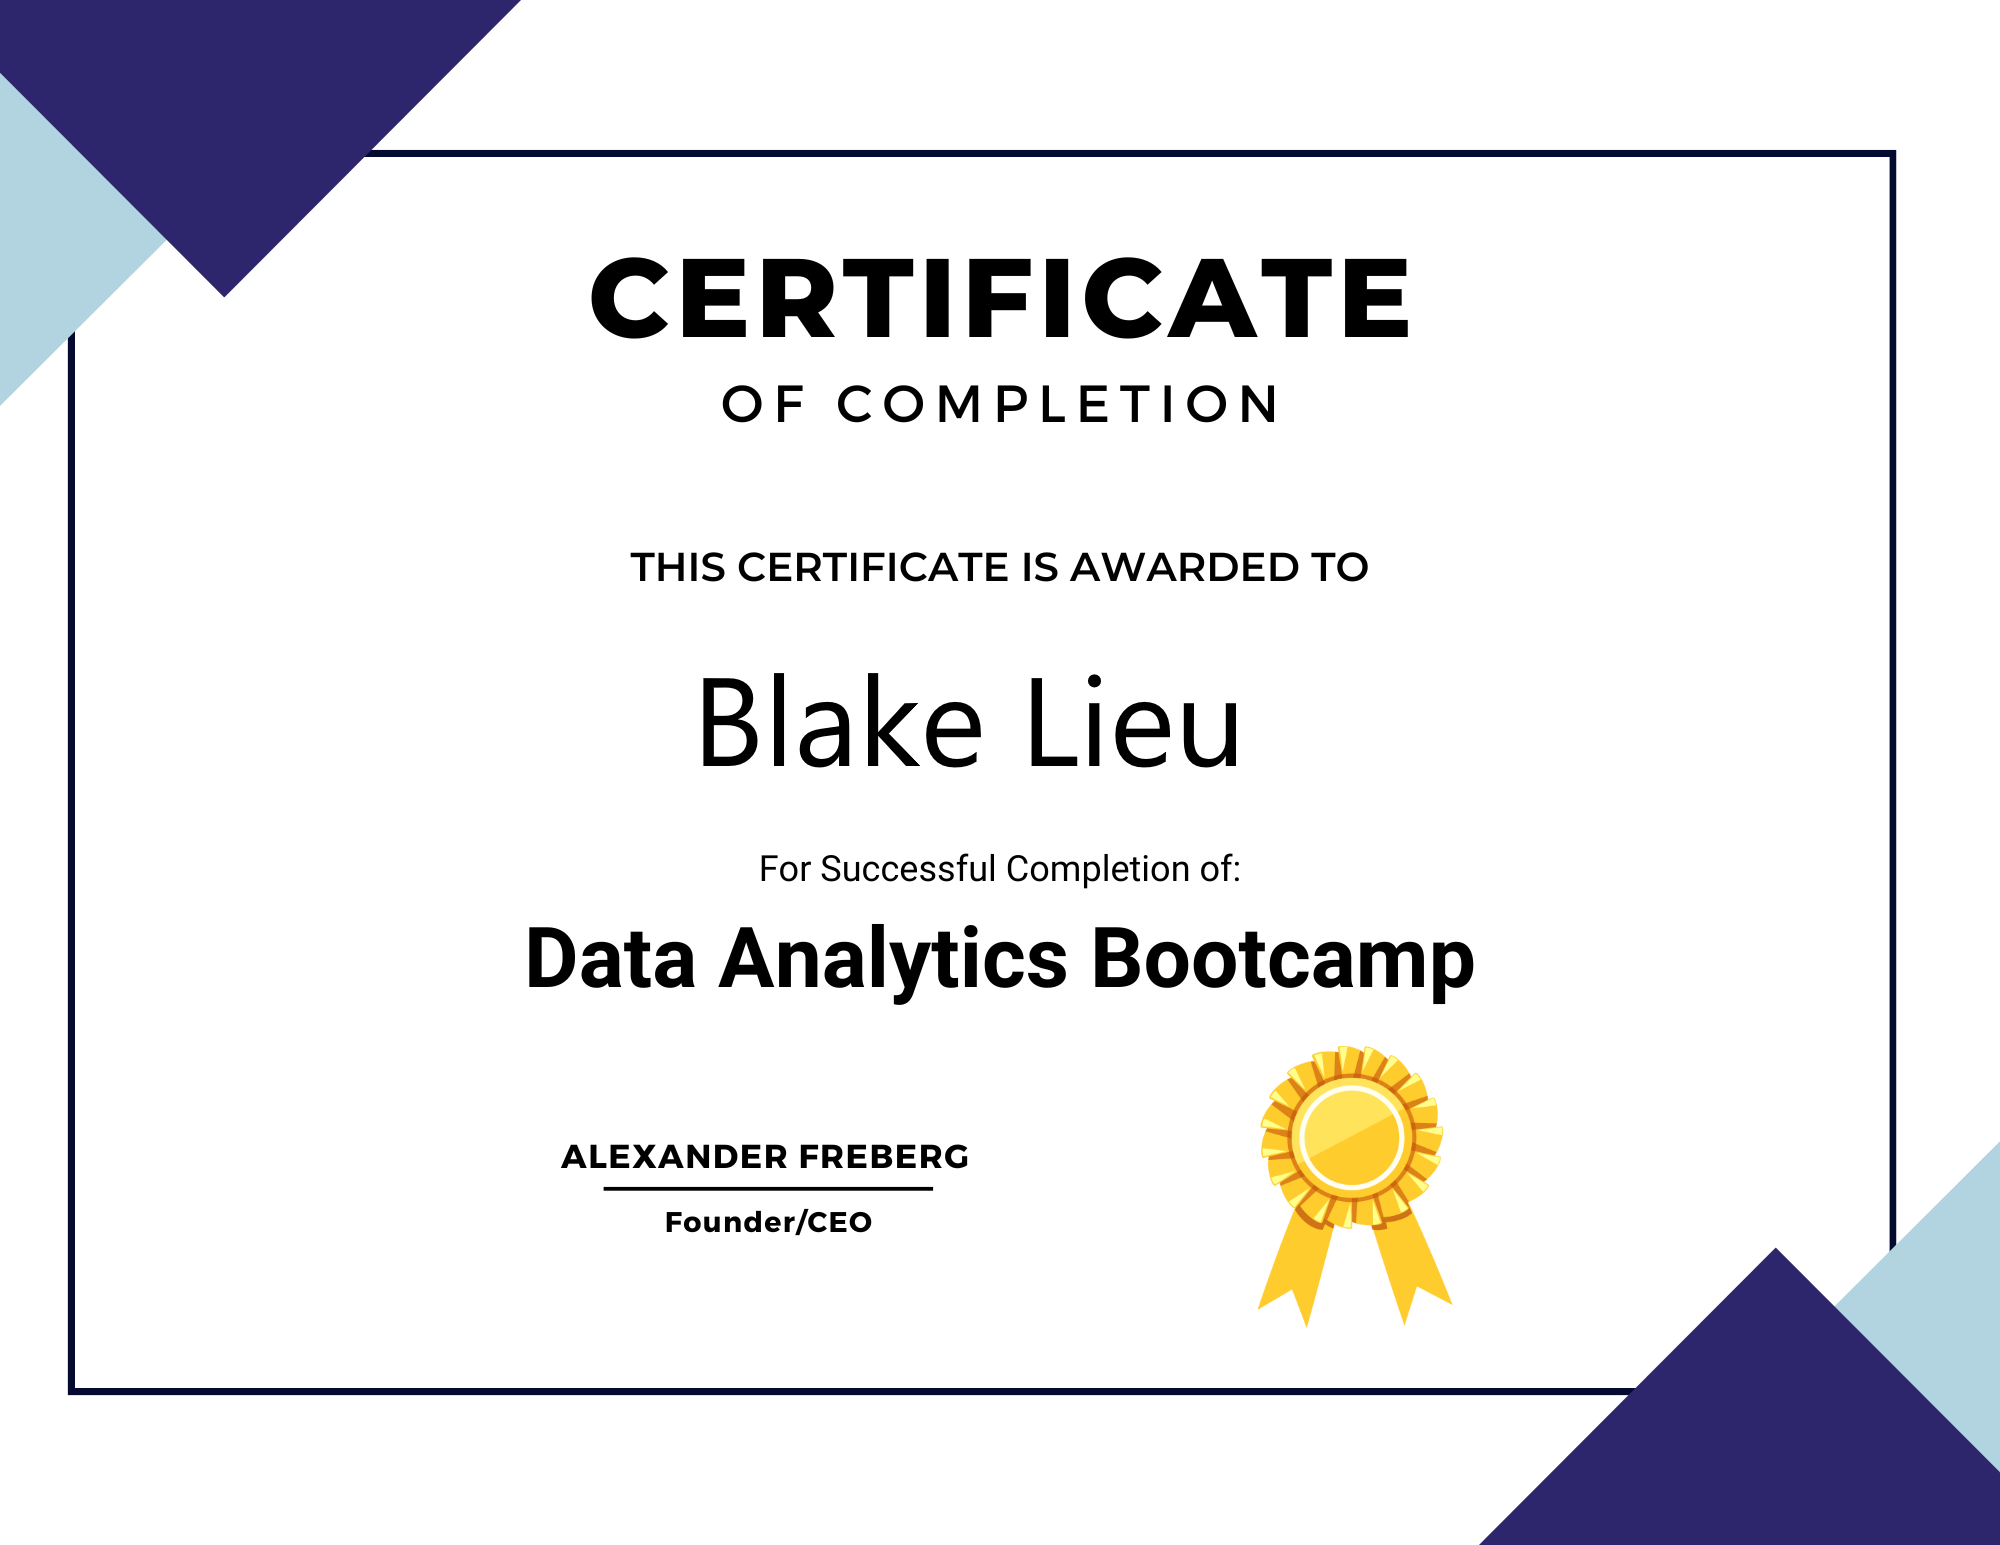 CERTIFICATE
OF COMPLETION
THIS CERTIFICATE IS AWARDED TO
Blake Lieu
For Successful Completion of:
Data Analytics Bootcamp
ALEXANDER FREBERG
Founder/CEO